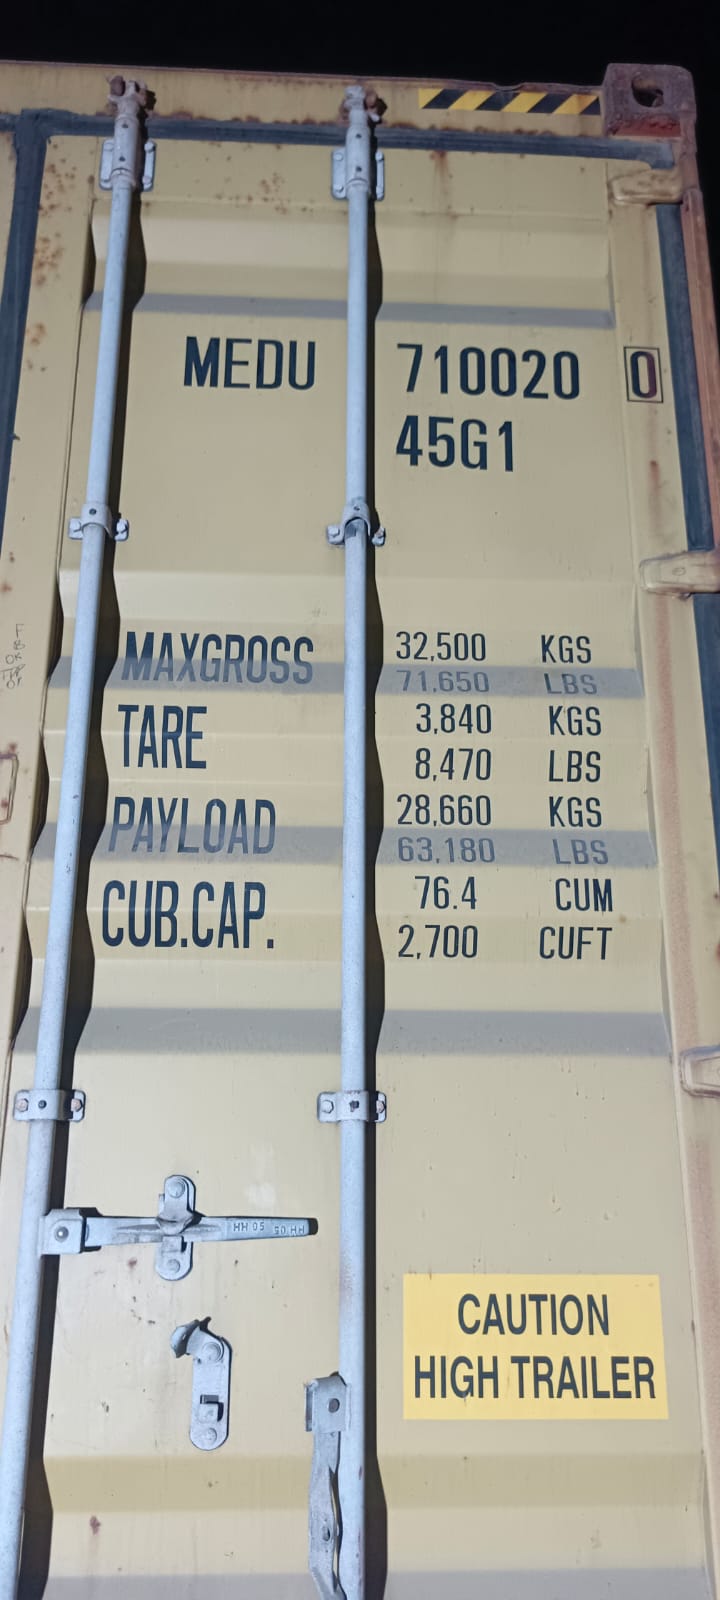 MEDU 710020 0
45G1
MAXGROSS 32,500 KGS
71,650 LBS
TARE 3,840 KGS
8,470 LBS
PAYLOAD 28,660 KGS
63,180 LBS
CUB.CAP. 76.4 CUM
2,700 CUFT
CAUTION
HIGH TRAILER